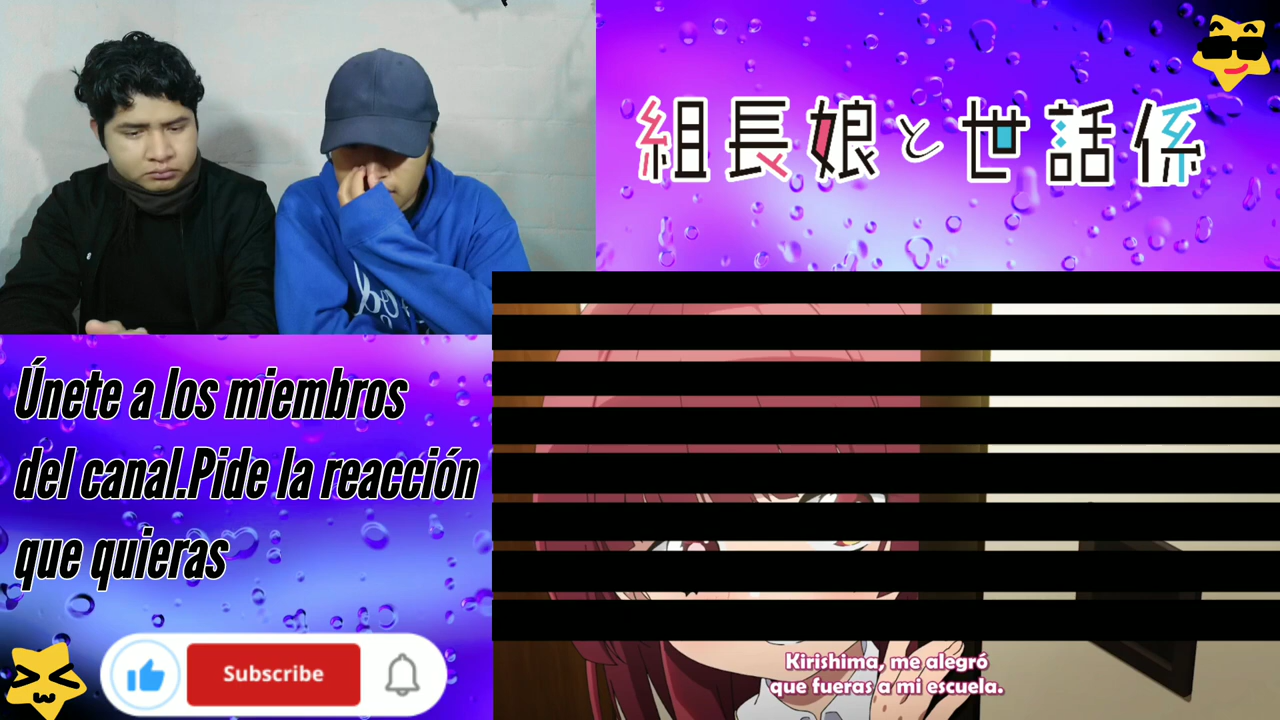 組長娘と世話係
Únete a los miembros
del canal.Pide la reacción
que quieras
Subscribe
Kirishima, me alegró
que fueras a mi escuela.